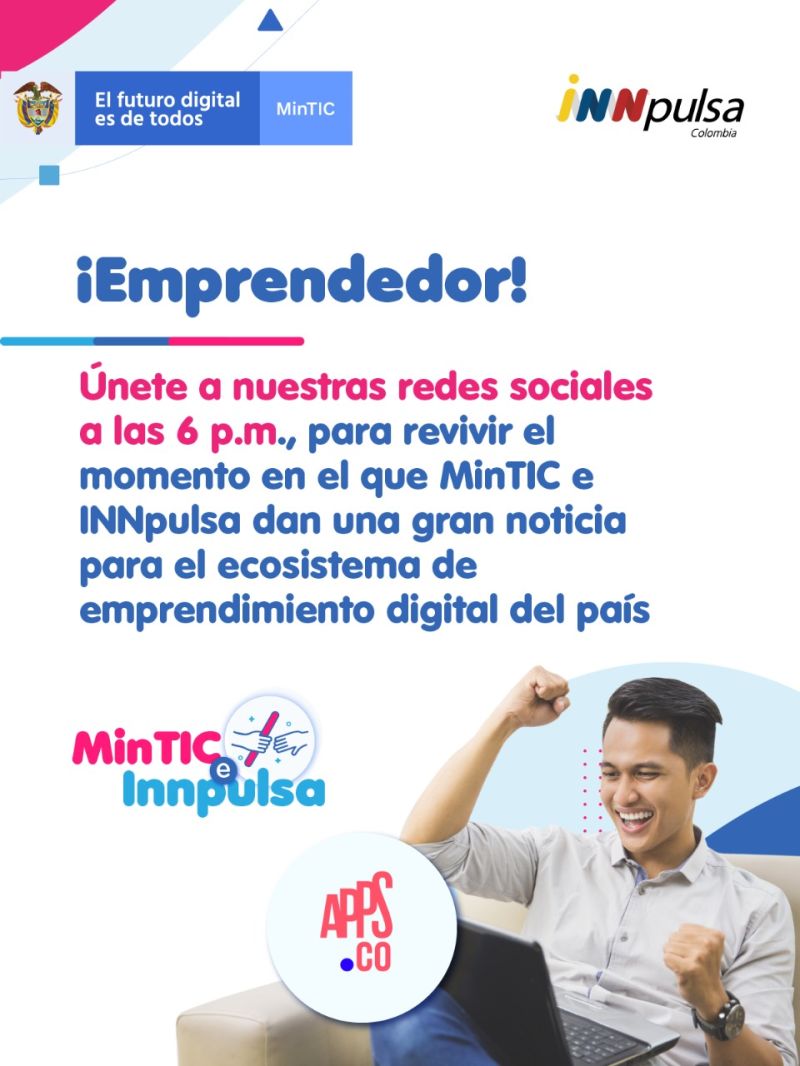 El futuro digital
es de todos
MinTIC
iNNpulsa
Colombia
¡Emprendedor!
Únete a nuestras redes sociales
a las 6 p.m., para revivir el
momento en el que MinTIC e
INNpulsa dan una gran noticia
para el ecosistema de
emprendimiento digital del país
MinTIC
e
Innpulsa
APPS
.CO